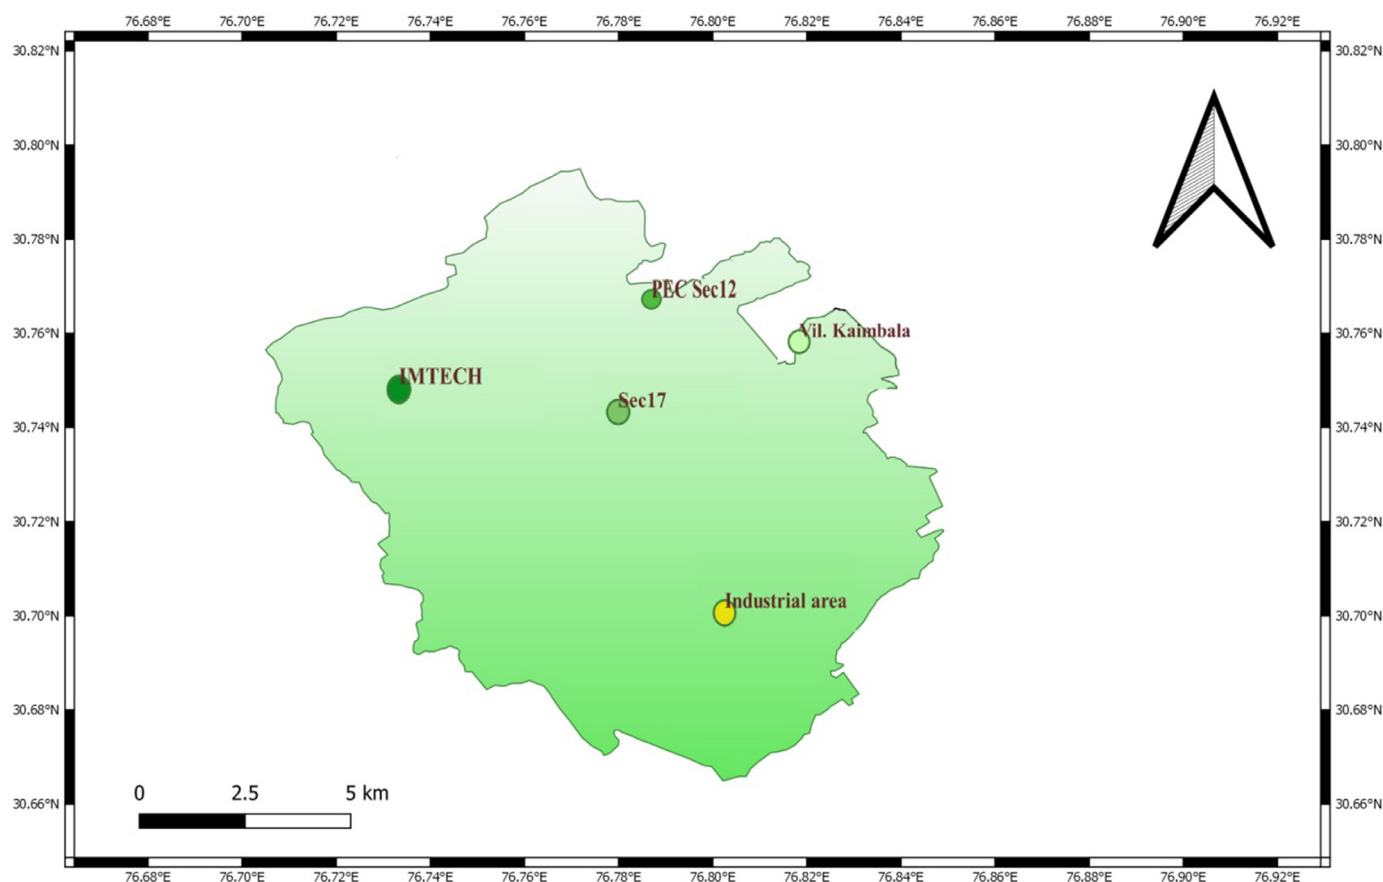 76.68°E 76.70°E 76.72°E 76.74°E 76.76°E 76.78°E 76.80°E 76.82°E 76.84°E 76.86°E 76.88°E 76.90°E 76.92°E
30.82°N 30.82°N
30.80°N 30.80°N
30.78°N 30.78°N
PEC Sec12
30.76°N Vil. Kaimbala 30.76°N
IMTECH
Sec17
30.74°N 30.74°N
30.72°N 30.72°N
Industrial area
30.70°N 30.70°N
30.68°N 30.68°N
0 2.5 5 km
30.66°N 30.66°N
76.68°E 76.70°E 76.72°E 76.74°E 76.76°E 76.78°E 76.80°E 76.82°E 76.84°E 76.86°E 76.88°E 76.90°E 76.92°E